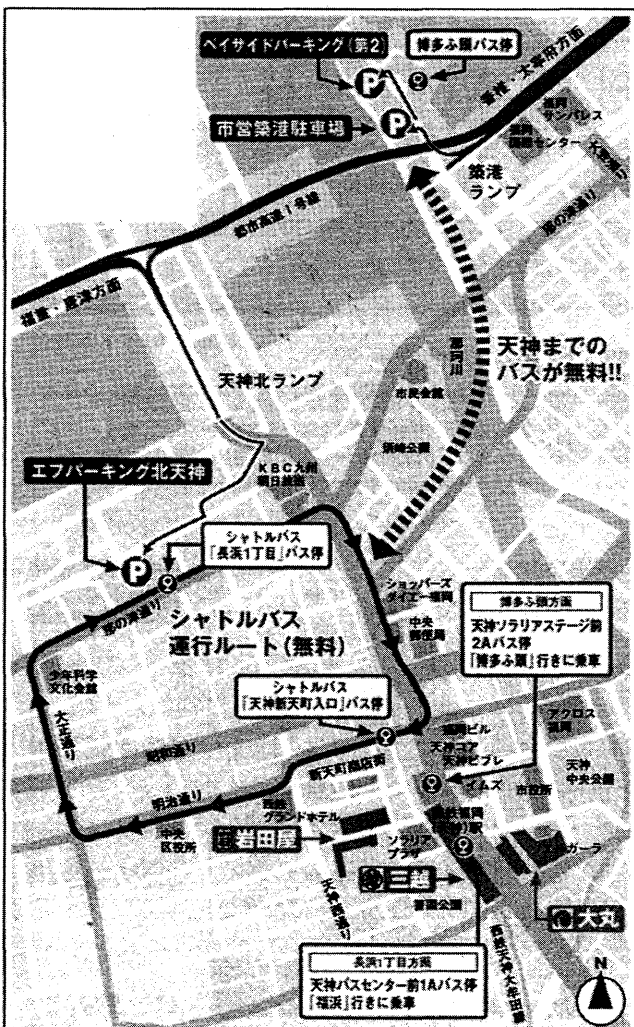 ベイサイドパーキング(第2)
博多ふ頭バス停
P
市営築港駐車場
P
香椎・太宰府方面
福岡
サンパレス
福岡
国際センター
大博通り
築港
ランプ
那の津通り
都市高速1号線
福重・唐津方面
天神までの
バスが無料!!
那珂川
市民会館
須崎公園
天神北ランプ
KBC九州
朝日放送
エフパーキング北天神
P
シャトルバス
『長浜1丁目』バス停
那の津通り
シャトルバス
運行ルート(無料)
ショッパーズ
ダイエー福岡
中央
郵便局
博多ふ頭方面
天神ソラリアステージ前
2Aバス停
『博多ふ頭』行きに乗車
少年科学
文化会館
大正通り
シャトルバス
『天神新天町入口』バス停
昭和通り
福岡ビル
天神コア
天神ビブレ
アクロス
福岡
イムズ
市役所
天神
中央公園
新天町商店街
明治通り
中央
区役所
西鉄
グランドホテル
岩田屋
ソラリア
プラザ
三越
警固公園
天神西通り
大丸
西鉄天神大牟田線
長浜1丁目方面
天神バスセンター前1Aバス停
『福浜』行きに乗車
N